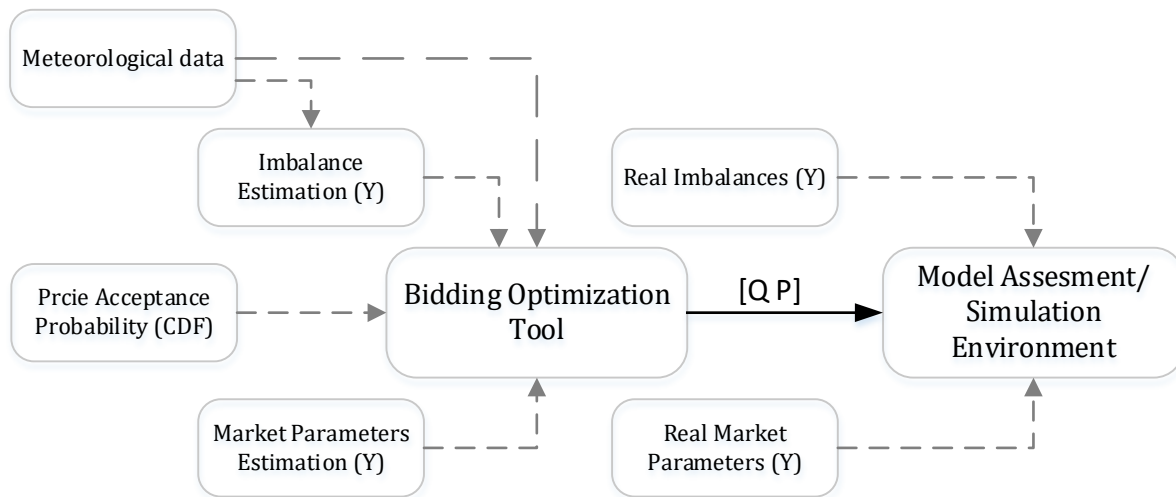 Meteorological data
Imbalance
Estimation (Y)
Real Imbalances (Y)
Prcie Acceptance
Probability (CDF)
Bidding Optimization
Tool
[Q P]
Model Assesment/
Simulation
Environment
Market Parameters
Estimation (Y)
Real Market
Parameters (Y)